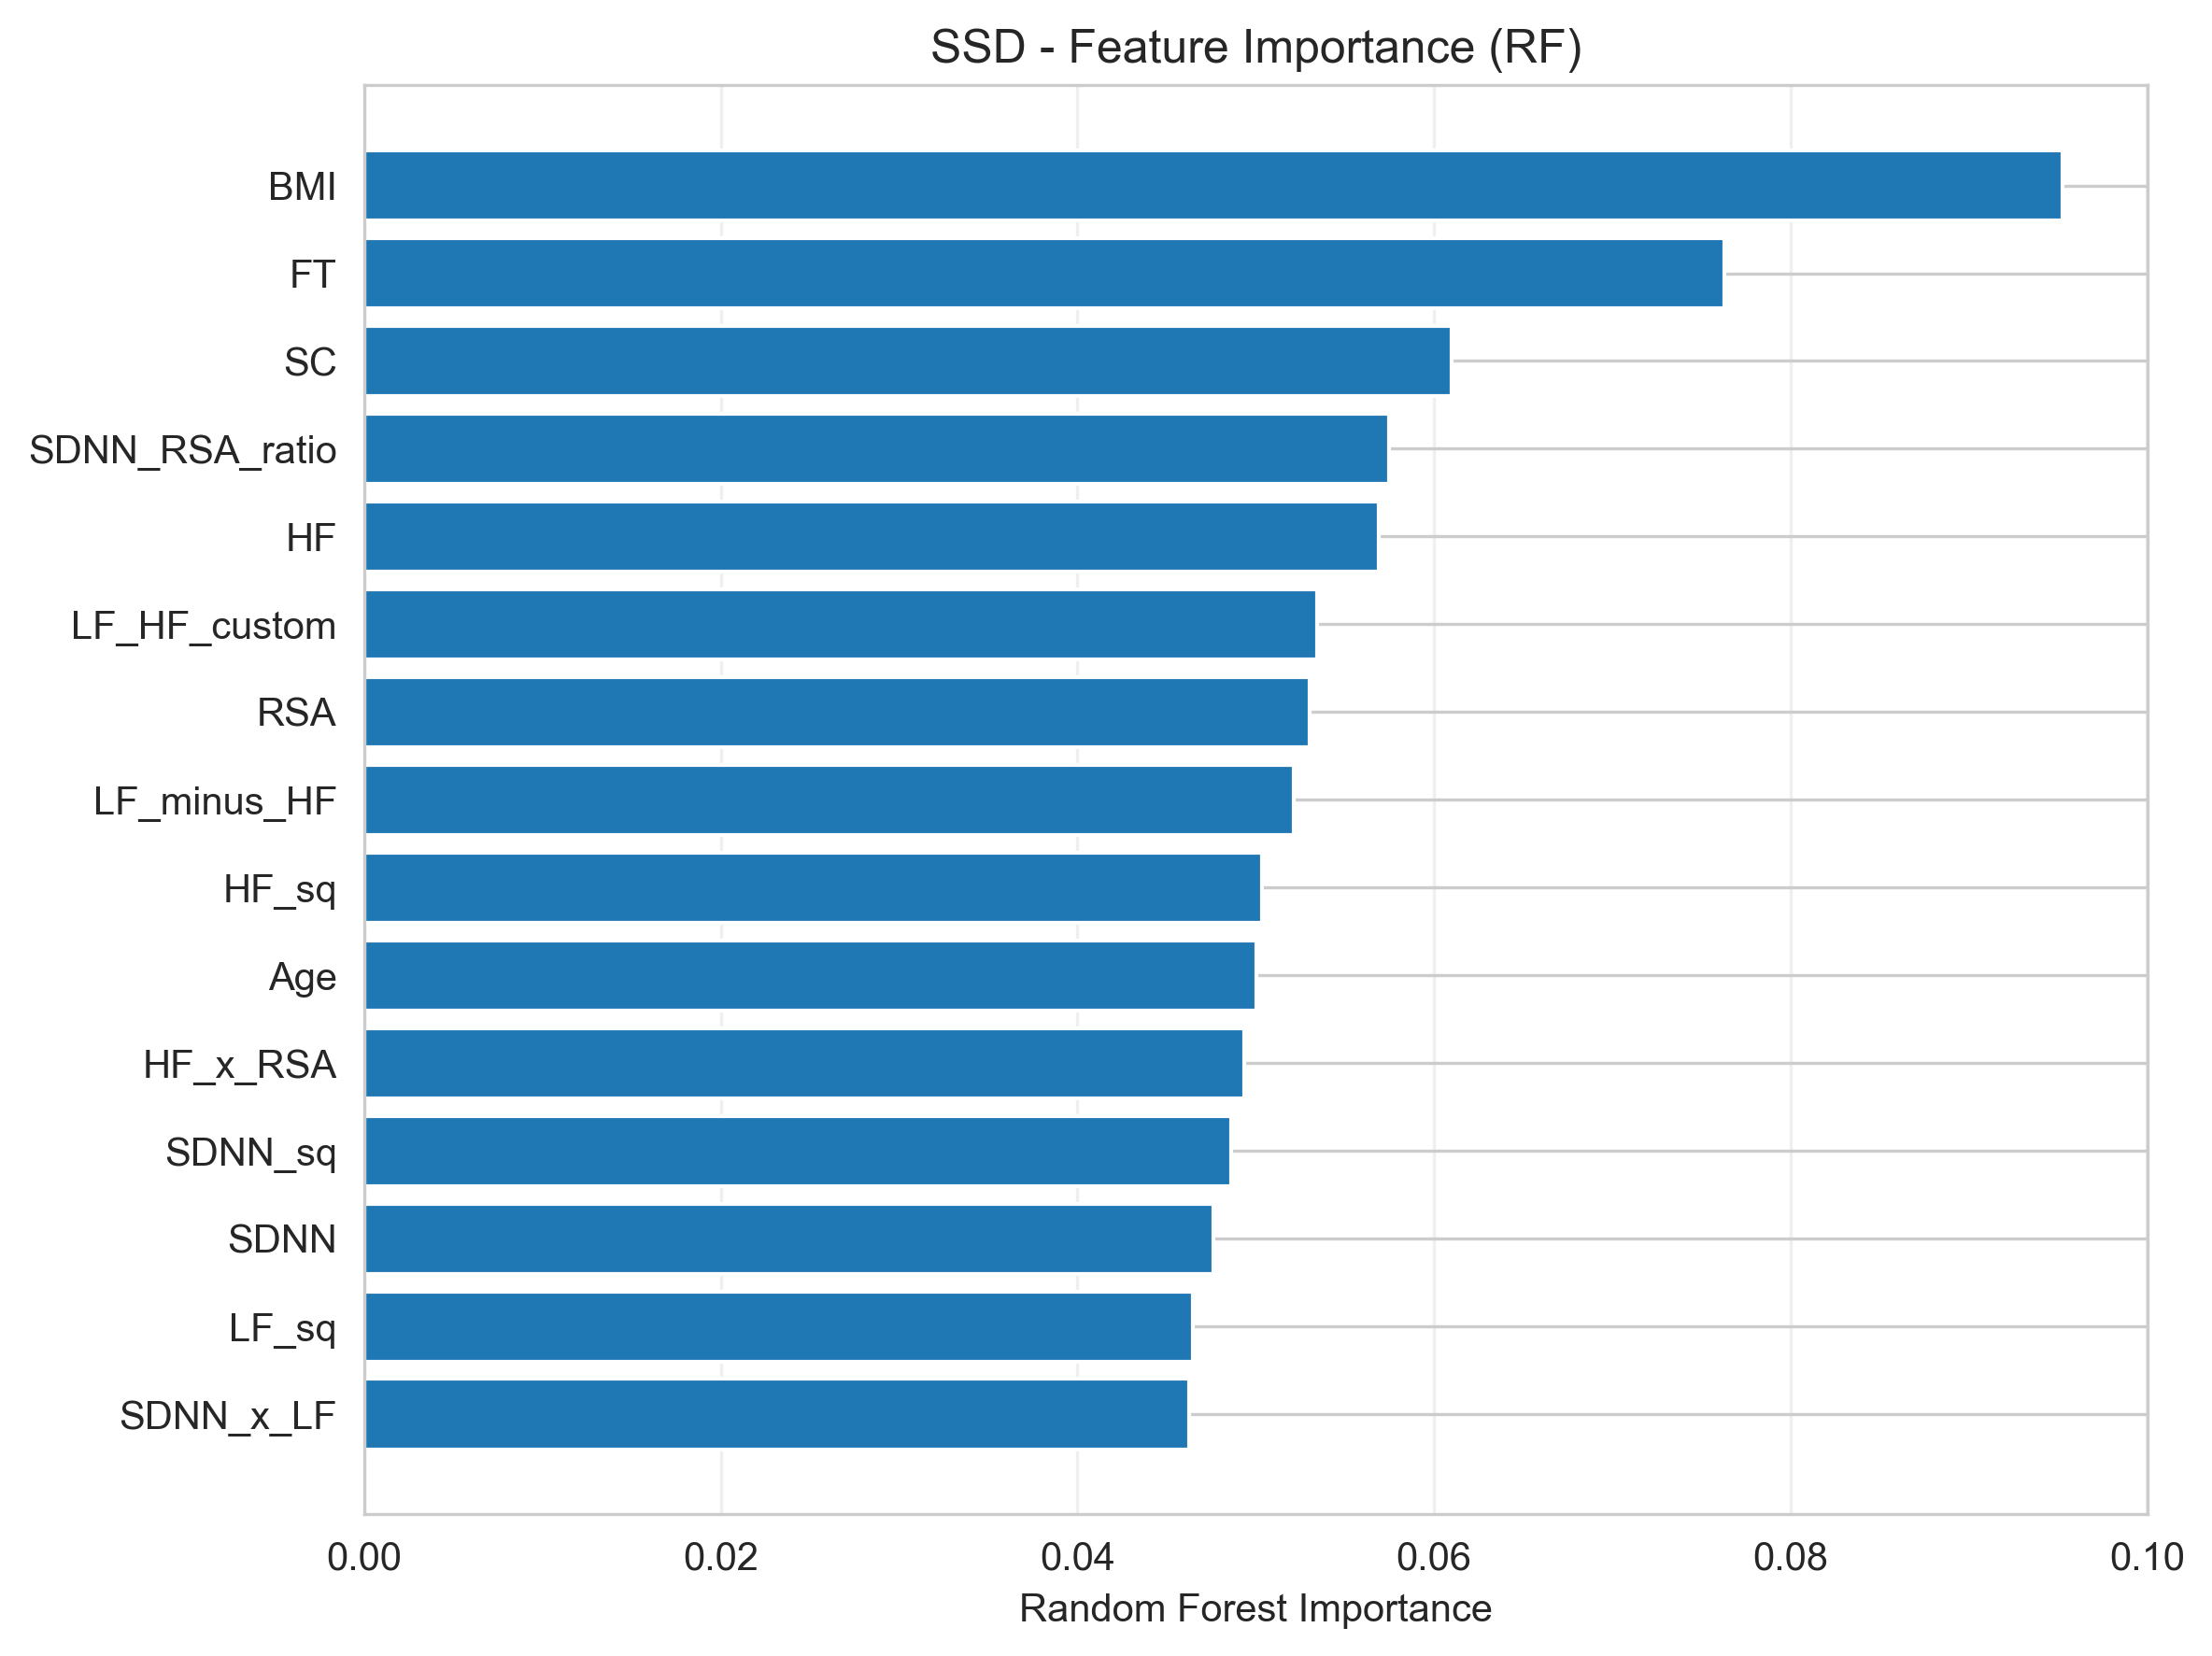 SSD - Feature Importance (RF)
BMI
FT
SC
SDNN_RSA_ratio
HF
LF_HF_custom
RSA
LF_minus_HF
HF_sq
Age
HF_x_RSA
SDNN_sq
SDNN
LF_sq
SDNN_x_LF
0.00 0.02 0.04 0.06 0.08 0.10
Random Forest Importance